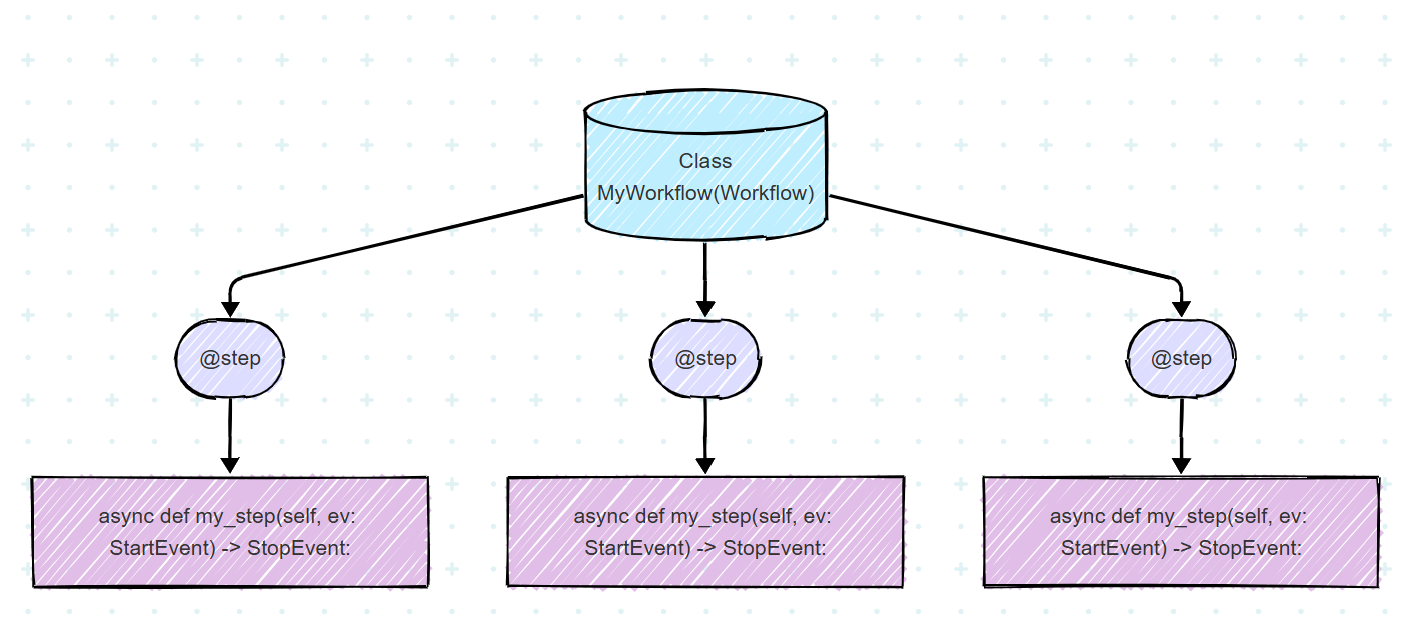 Class
MyWorkflow(Workflow)
@step
@step
@step
async def my_step(self, ev:
StartEvent) -> StopEvent:
async def my_step(self, ev:
StartEvent) -> StopEvent:
async def my_step(self, ev:
StartEvent) -> StopEvent: